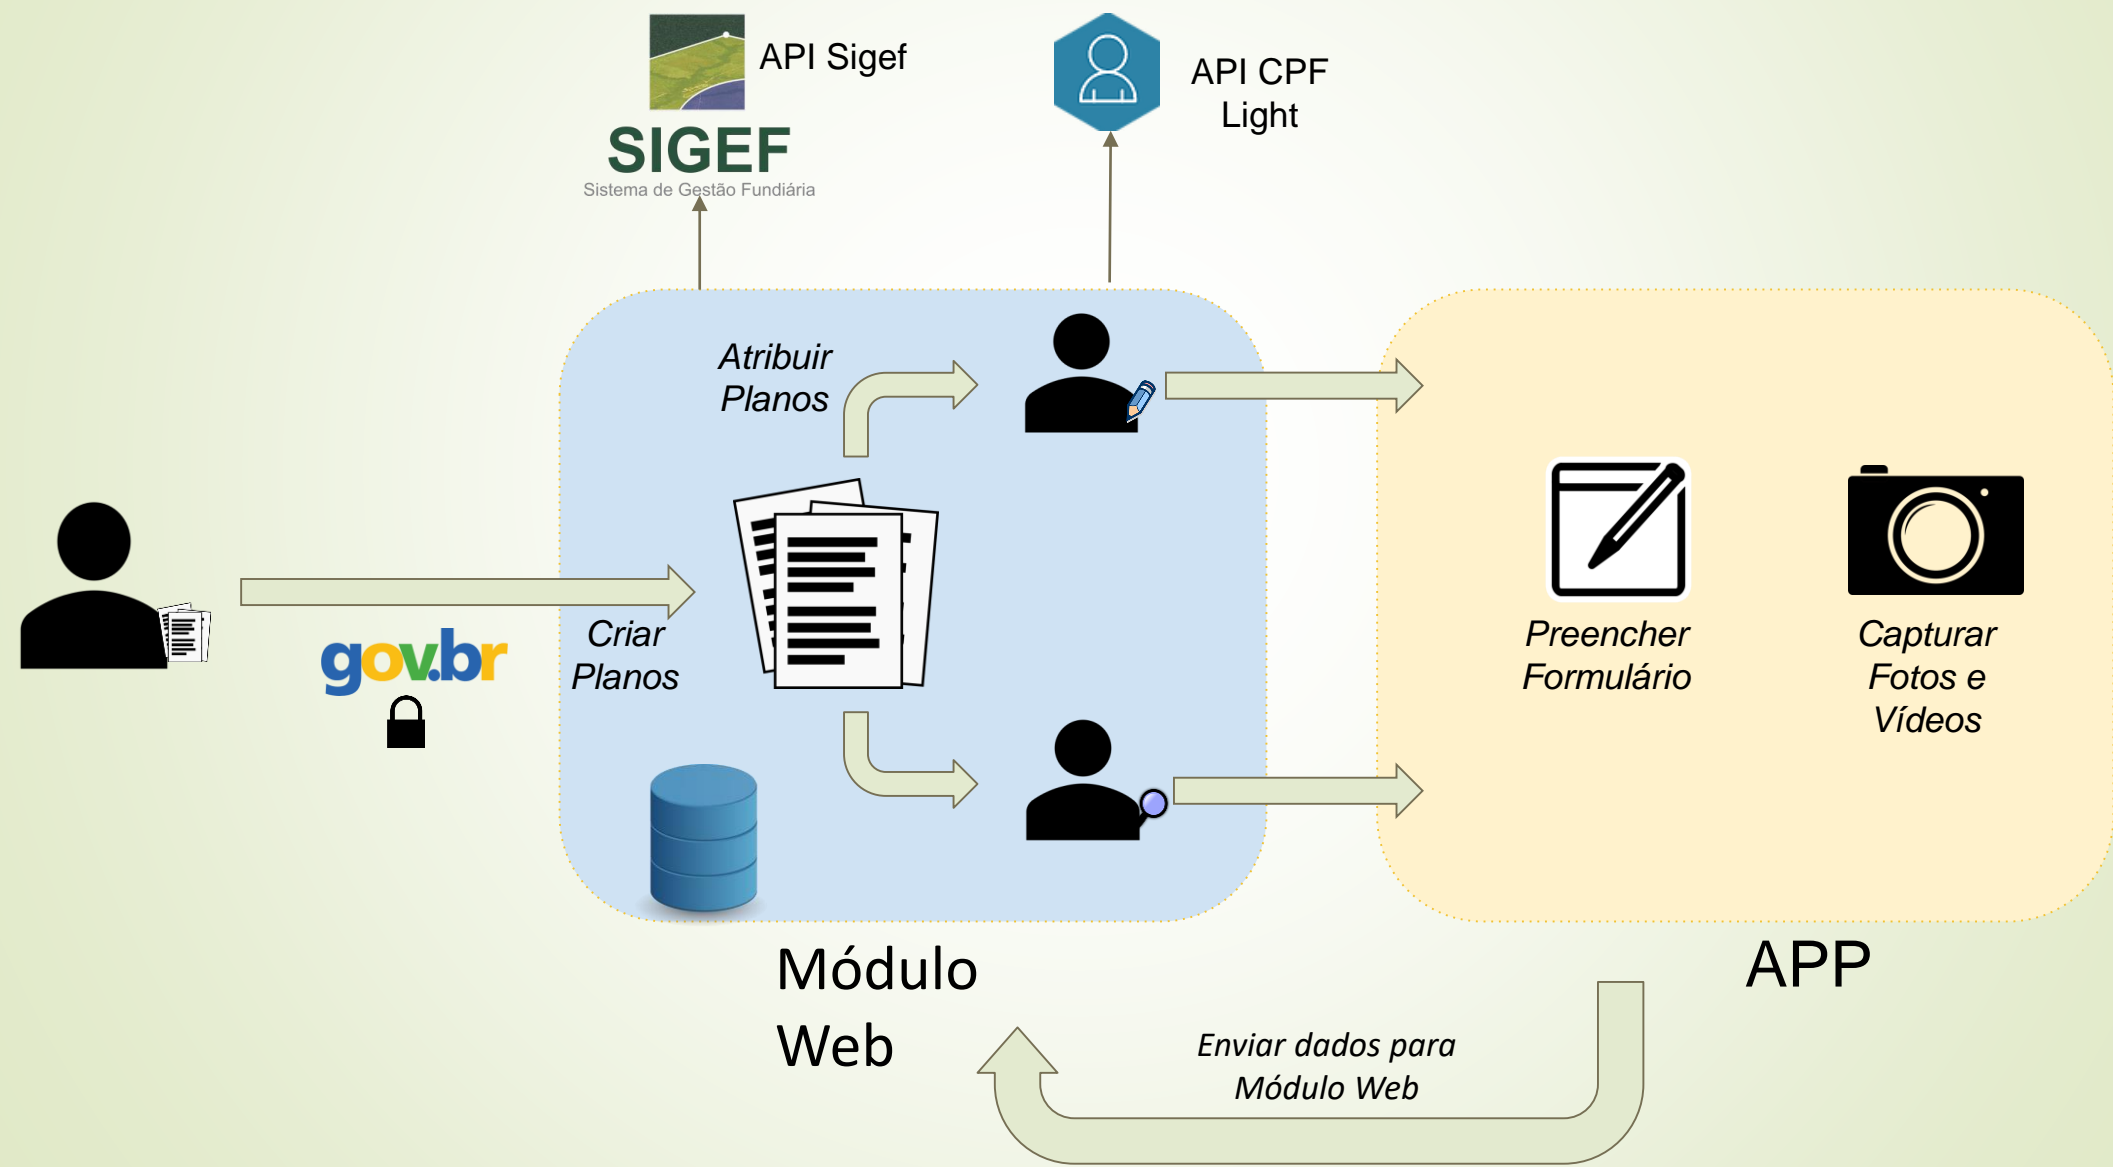 API Sigef
SIGEF
Sistema de Gestão Fundiária
API CPF
Light
Atribuir
Planos
gov.br
Criar
Planos
Preencher
Formulário
Capturar
Fotos e
Vídeos
Módulo
Web
APP
Enviar dados para
Módulo Web